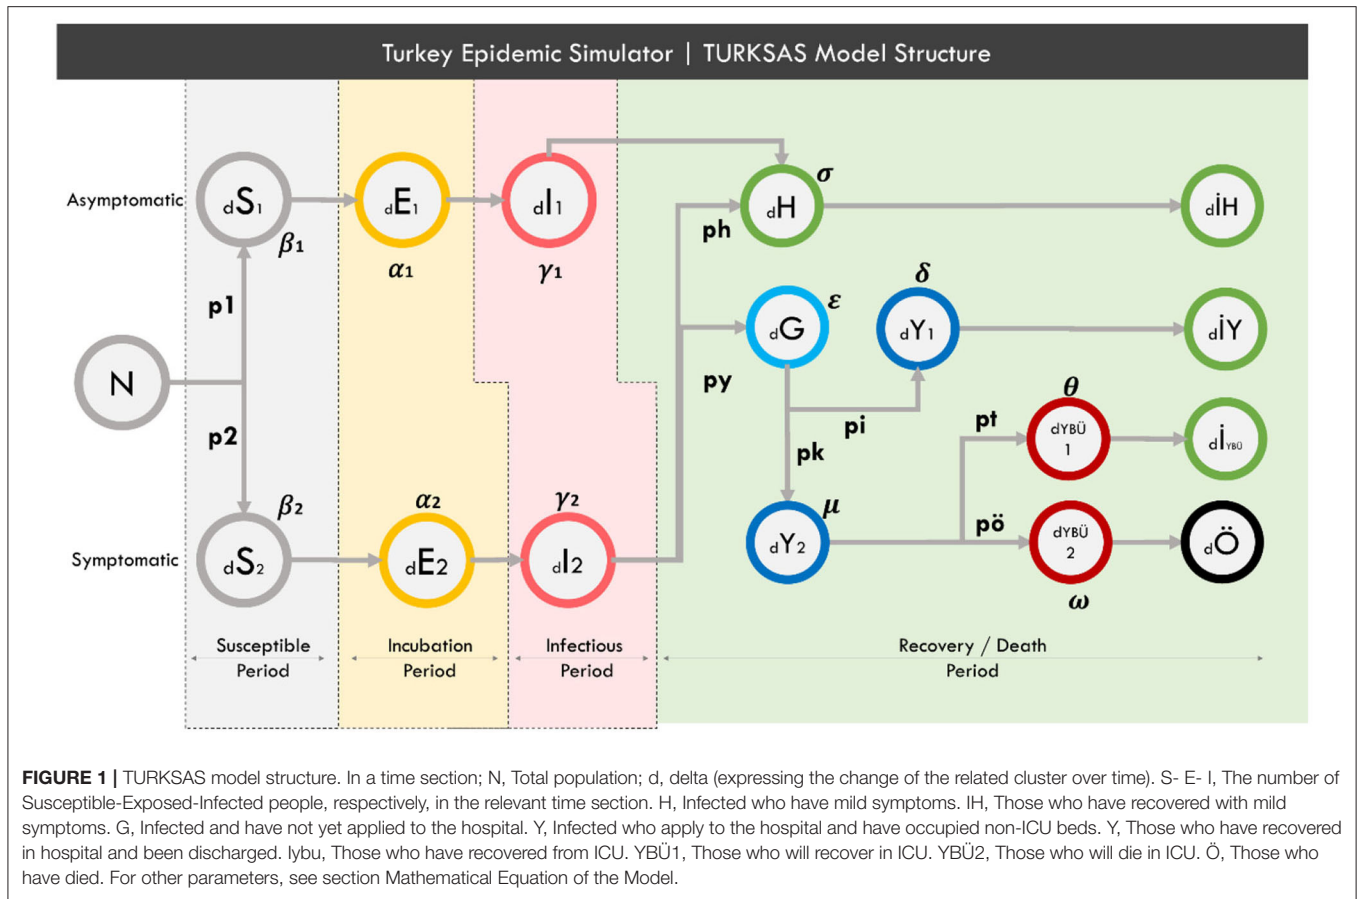 Turkey Epidemic Simulator | TURKSAS Model Structure
Asymptomatic
dS1
β1
dE1
α1
dI1
γ1
dH
σ
ph
dİH
p1
N
p2
dG
ε
py
dY1
δ
dİY
pi
pk
θ
pt
dYBÜ
1
dİYBÜ
Symptomatic
dS2
β2
dE2
α2
dI2
γ2
dY2
μ
pö
dYBÜ
2
ω
dÖ
Susceptible
Period
Incubation
Period
Infectious
Period
Recovery / Death
Period
FIGURE 1 | TURKSAS model structure. In a time section; N, Total population; d, delta (expressing the change of the related cluster over time). S- E- I, The number of
Susceptible-Exposed-Infected people, respectively, in the relevant time section. H, Infected who have mild symptoms. IH, Those who have recovered with mild
symptoms. G, Infected and have not yet applied to the hospital. Y, Infected who apply to the hospital and have occupied non-ICU beds. Y, Those who have recovered
in hospital and been discharged. Iybu, Those who have recovered from ICU. YBÜ1, Those who will recover in ICU. YBÜ2, Those who will die in ICU. Ö, Those who
have died. For other parameters, see section Mathematical Equation of the Model.